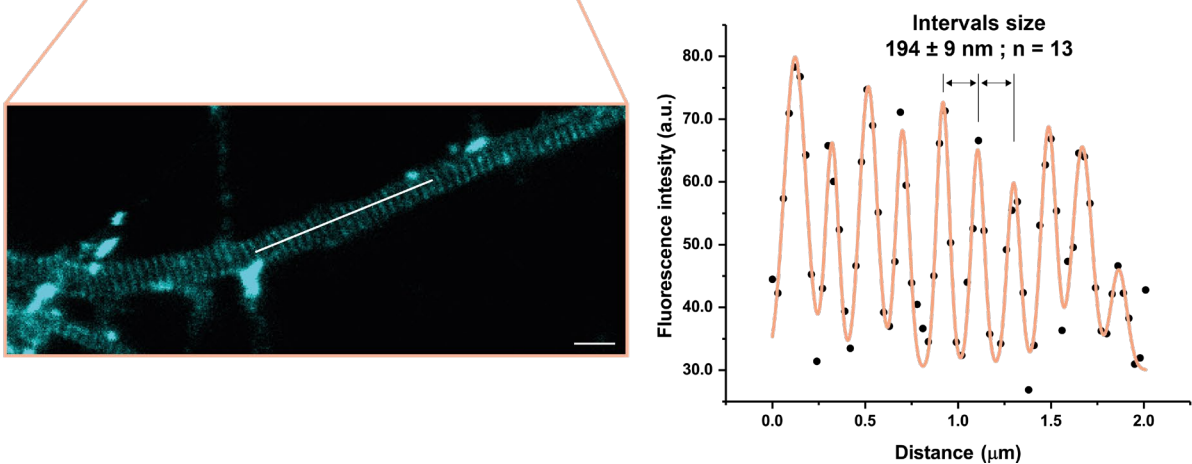 Intervals size
194 ± 9 nm ; n = 13
Fluorescence intesity (a.u.)
80.0
70.0
60.0
50.0
40.0
30.0
0.0
0.5
1.0
1.5
2.0
Distance (μm)